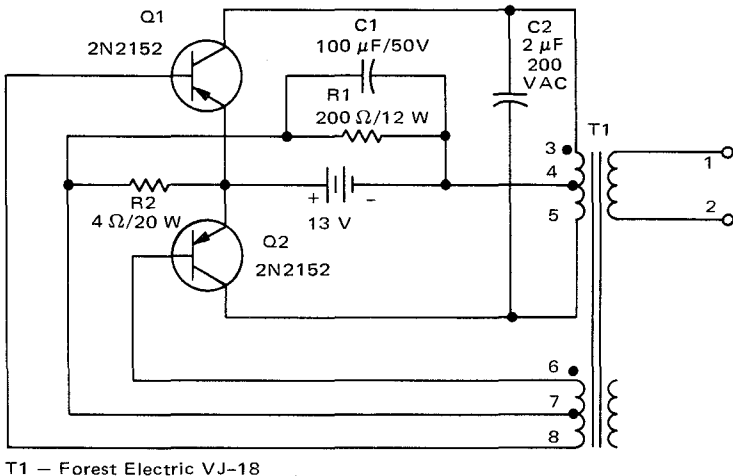 Q1
2N2152
C1
100 µF/50V
R1
200 Ω/12 W
C2
2 µF
200
VAC
T1
3
4
5
1
2
R2
4 Ω/20 W
+
–
13 V
Q2
2N2152
6
7
8
T1 — Forest Electric VJ-18